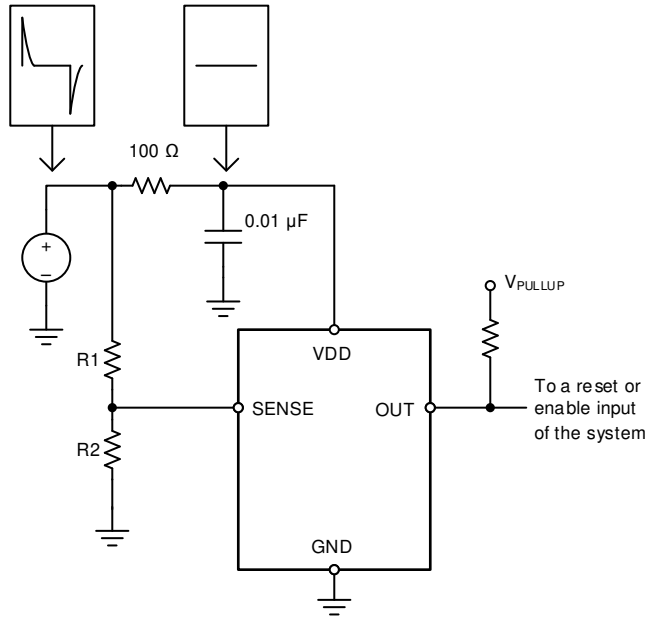 100 Ω
0.01 µF
+
–
VPULLUP
R1
VDD
SENSE
OUT
To a reset or
enable input
of the system
R2
GND